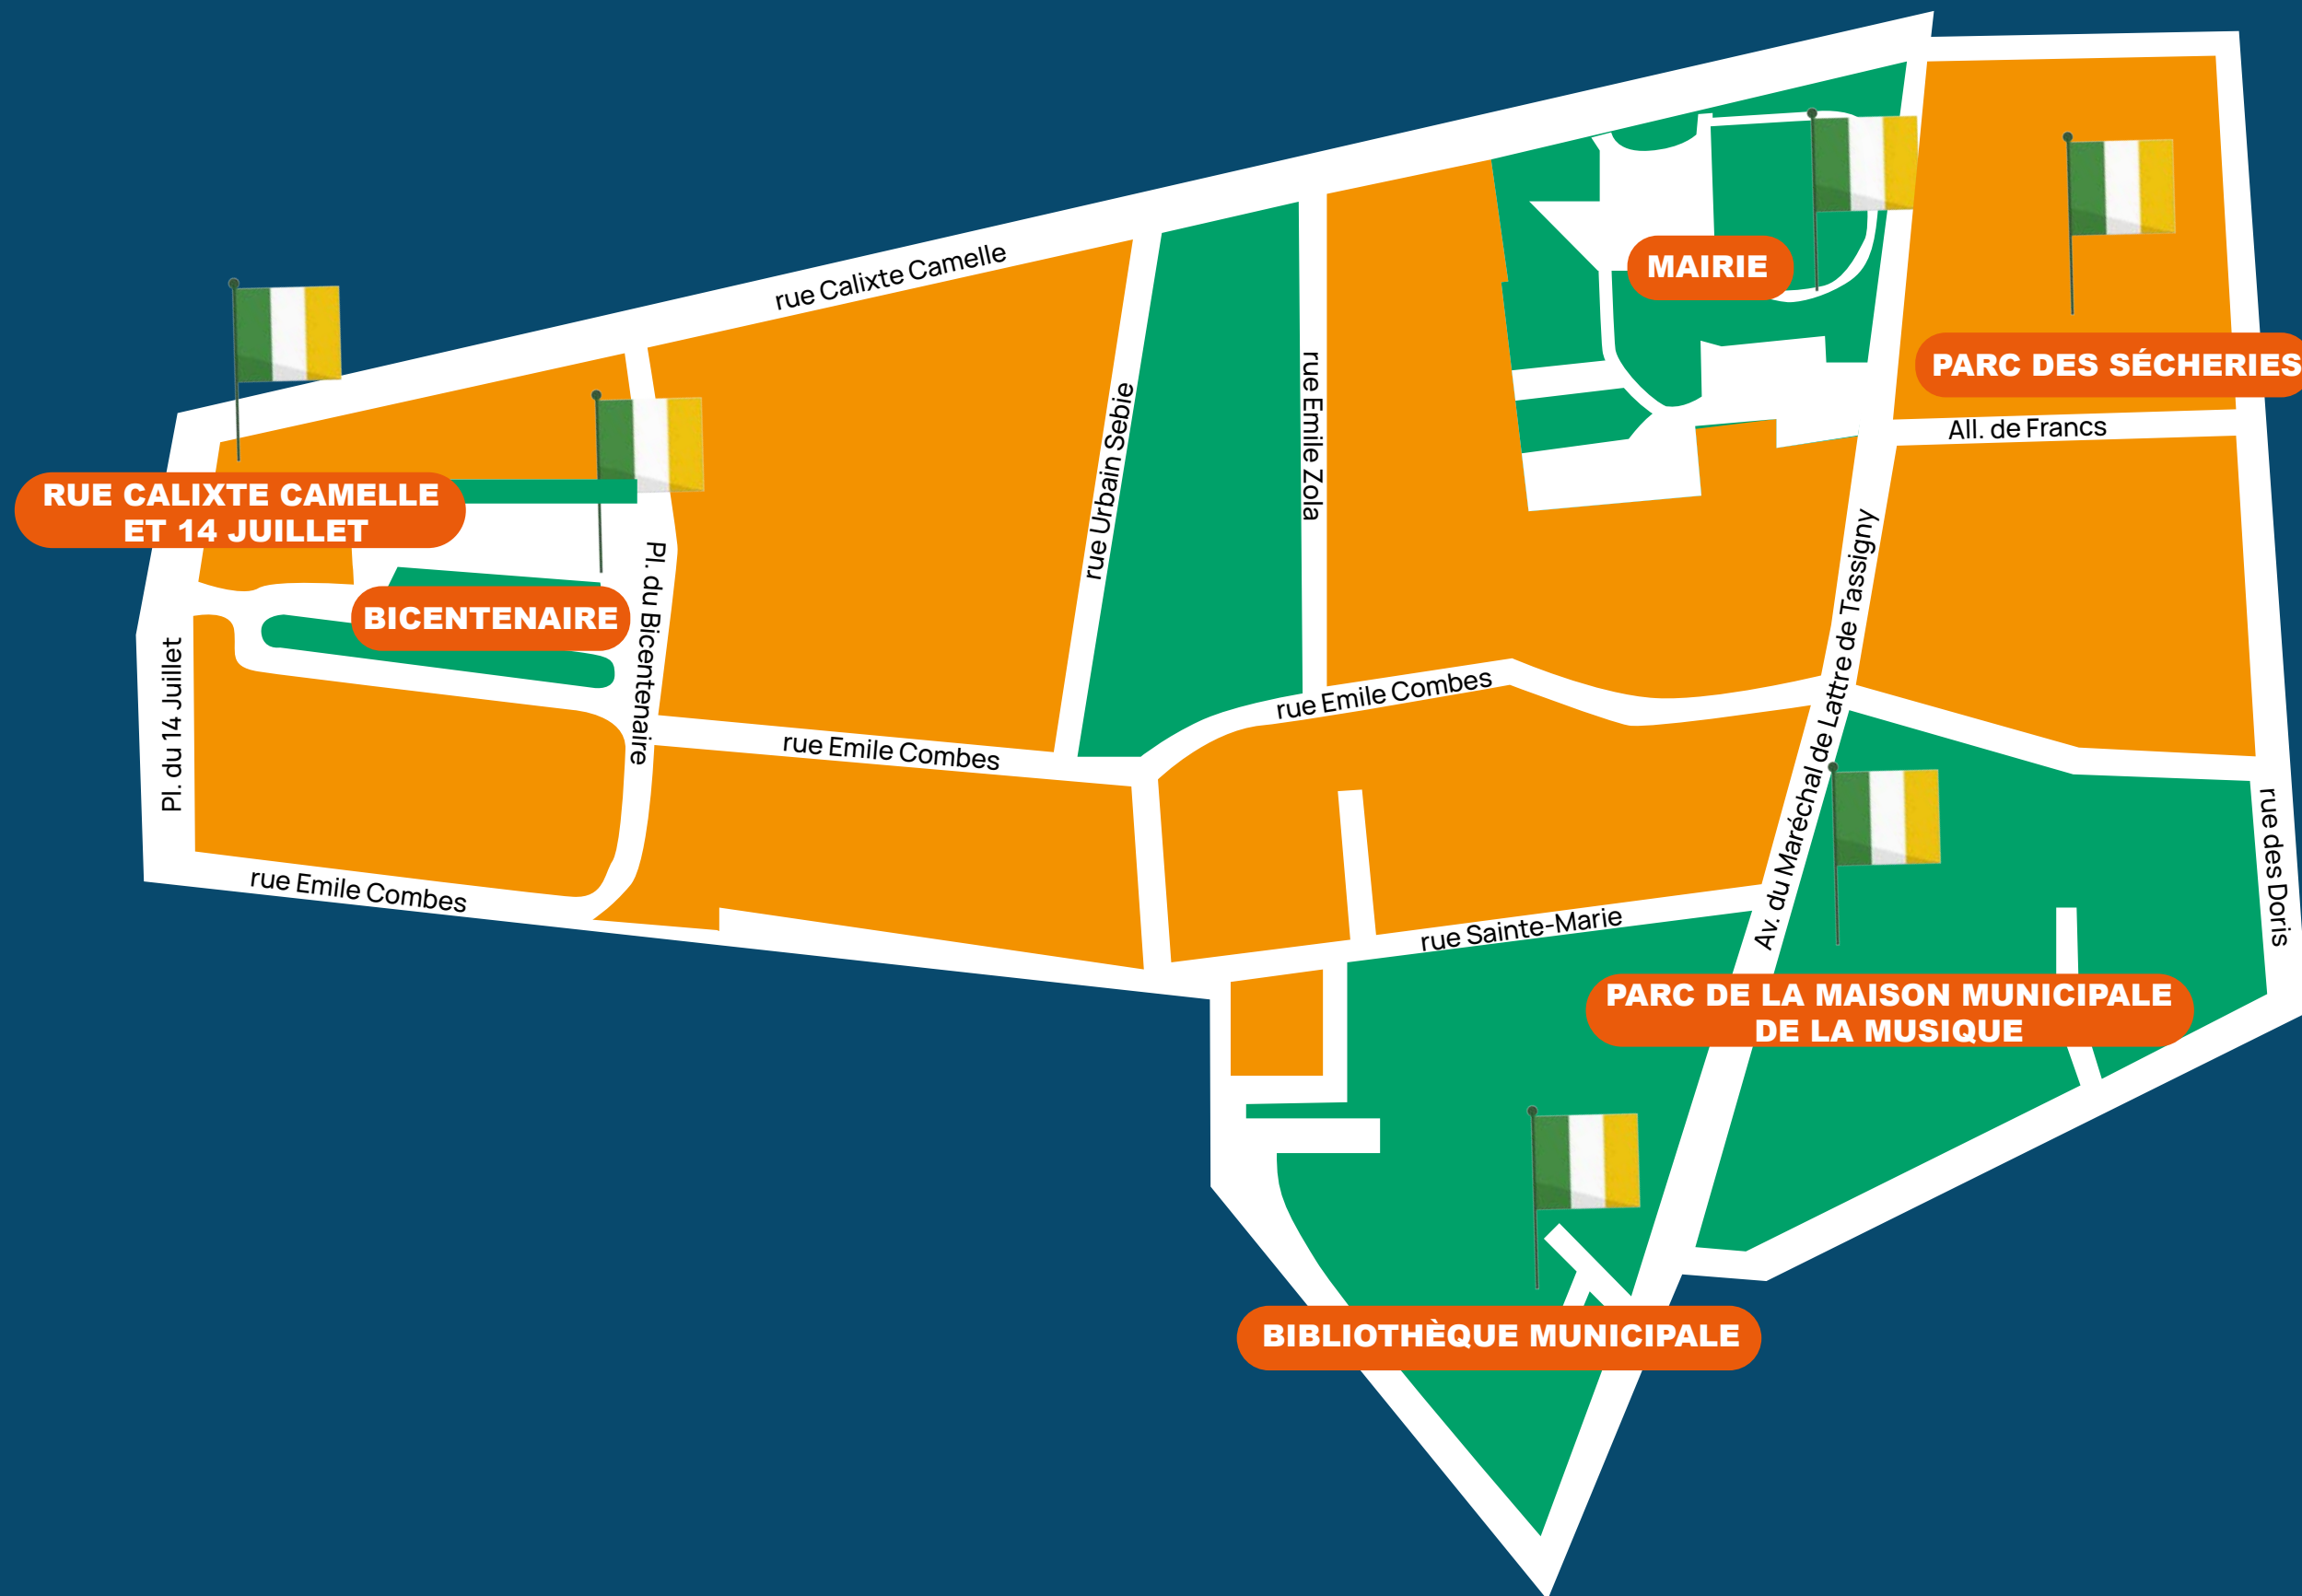 MAIRIE
rue Calixte Camelle
PARC DES SÉCHERIES
All. de Francs
rue Emile Zola
rue Urbain Sebie
RUE CALIXTE CAMELLE
ET 14 JUILLET
BICENTENAIRE
Pl. du Bicentenaire
Pl. du 14 Juillet
rue Emile Combes
rue Emile Combes
rue Emile Combes
Av. du Maréchal de Lattre de Tassigny
rue des Doris
rue Sainte-Marie
PARC DE LA MAISON MUNICIPALE
DE LA MUSIQUE
BIBLIOTHÈQUE MUNICIPALE